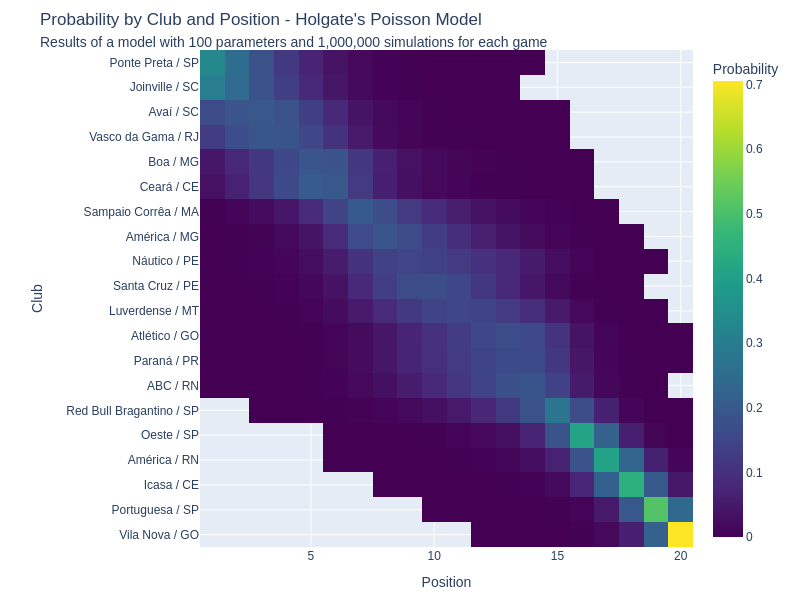 Probability by Club and Position - Holgate's Poisson Model
Results of a model with 100 parameters and 1,000,000 simulations for each game
Probability
Ponte Preta / SP
Joinville / SC
Avaí / SC
Vasco da Gama / RJ
Boa / MG
Ceará / CE
Sampaio Corrêa / MA
América / MG
Náutico / PE
Santa Cruz / PE
Luverdense / MT
Atlético / GO
Paraná / PR
ABC / RN
Red Bull Bragantino / SP
Oeste / SP
América / RN
Icasa / CE
Portuguesa / SP
Vila Nova / GO
Club
5
10
15
20
Position
0.7
0.6
0.5
0.4
0.3
0.2
0.1
0